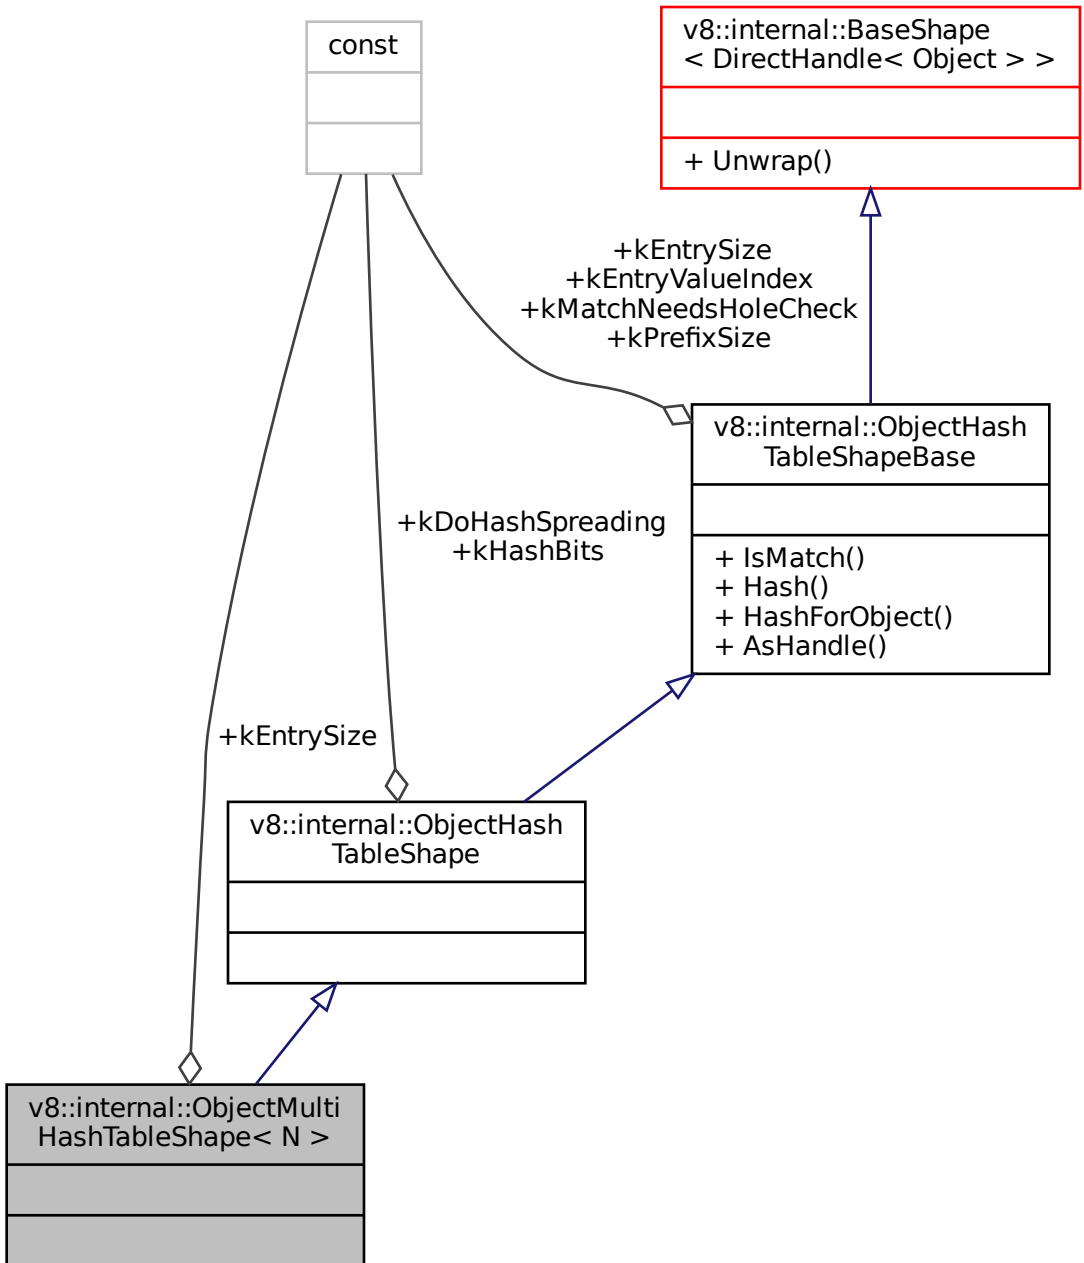 const
v8::internal::BaseShape
< DirectHandle< Object > >
+ Unwrap()
+kEntrySize
+kEntryValueIndex
+kMatchNeedsHoleCheck
+kPrefixSize
v8::internal::ObjectHash
TableShapeBase
+ IsMatch()
+ Hash()
+ HashForObject()
+ AsHandle()
+kDoHashSpreading
+kHashBits
+kEntrySize
v8::internal::ObjectHash
TableShape
v8::internal::ObjectMulti
HashTableShape< N >